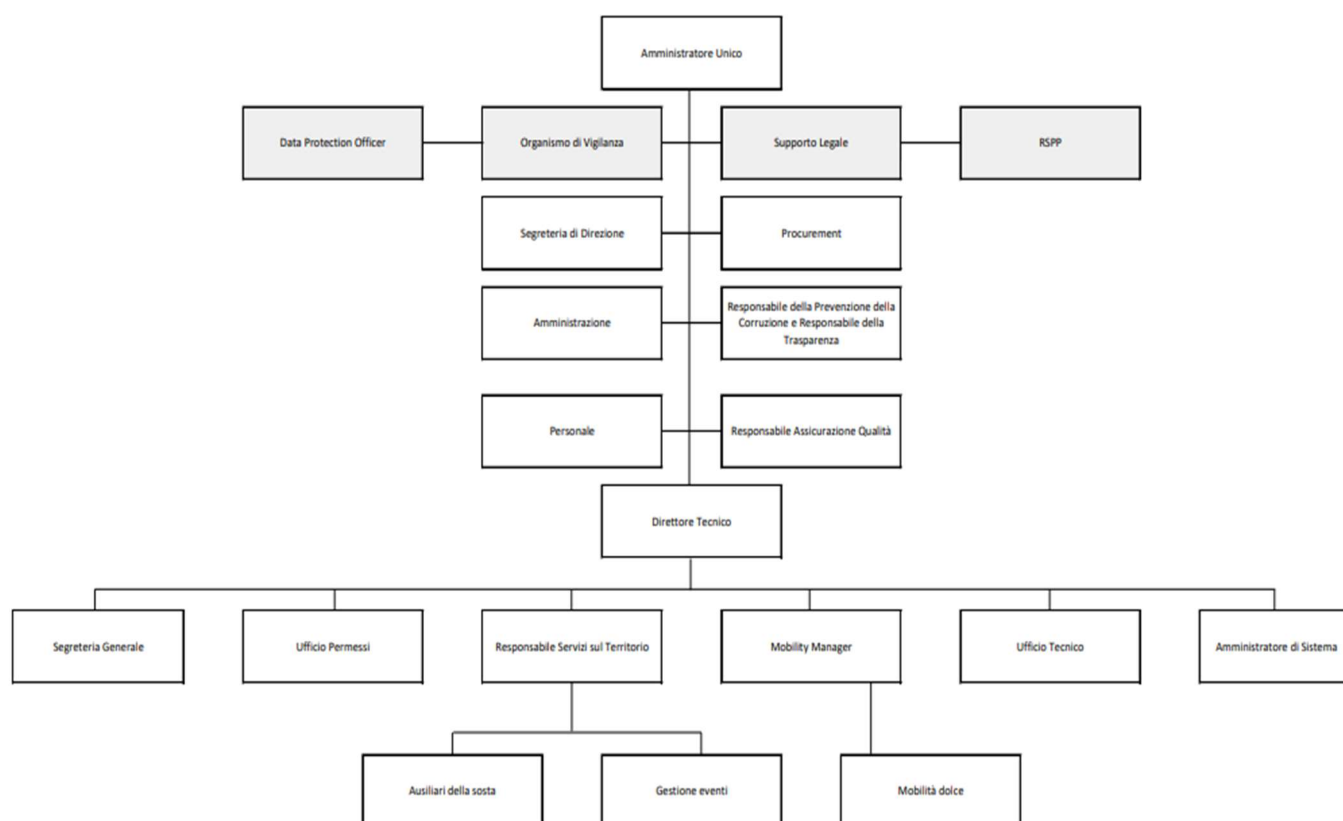 Amministratore Unico
Data Protection Officer
Organismo di Vigilanza
Supporto Legale
RSPP
Segreteria di Direzione
Procurement
Amministrazione
Responsabile della Prevenzione della
Corruzione e Responsabile della
Trasparenza
Personale
Responsabile Assicurazione Qualità
Direttore Tecnico
Segreteria Generale
Ufficio Permessi
Responsabile Servizi sul Territorio
Mobility Manager
Ufficio Tecnico
Amministratore di Sistema
Ausiliari della sosta
Gestione eventi
Mobilità dolce